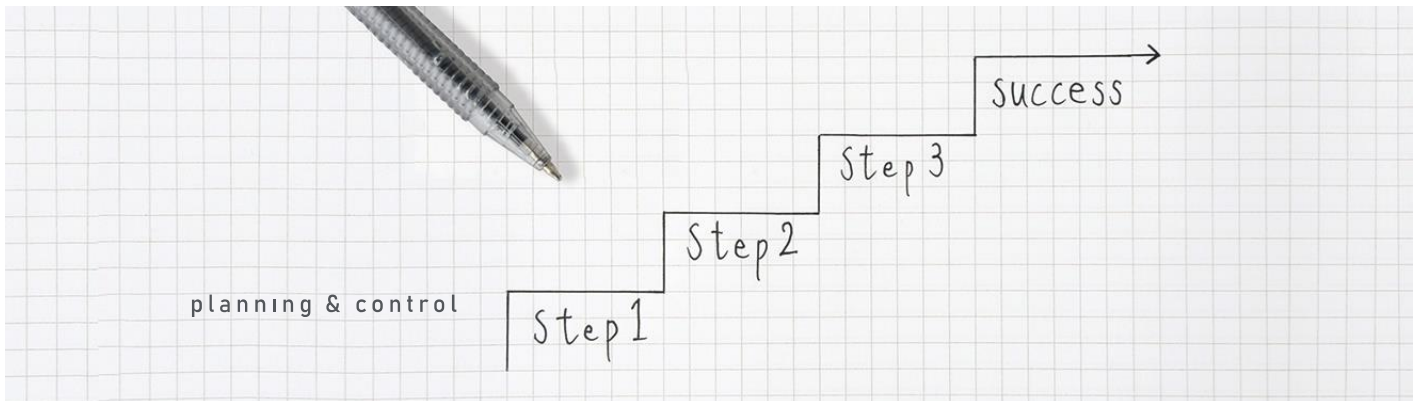 success
Step 3
Step 2
planning & control
Step 1